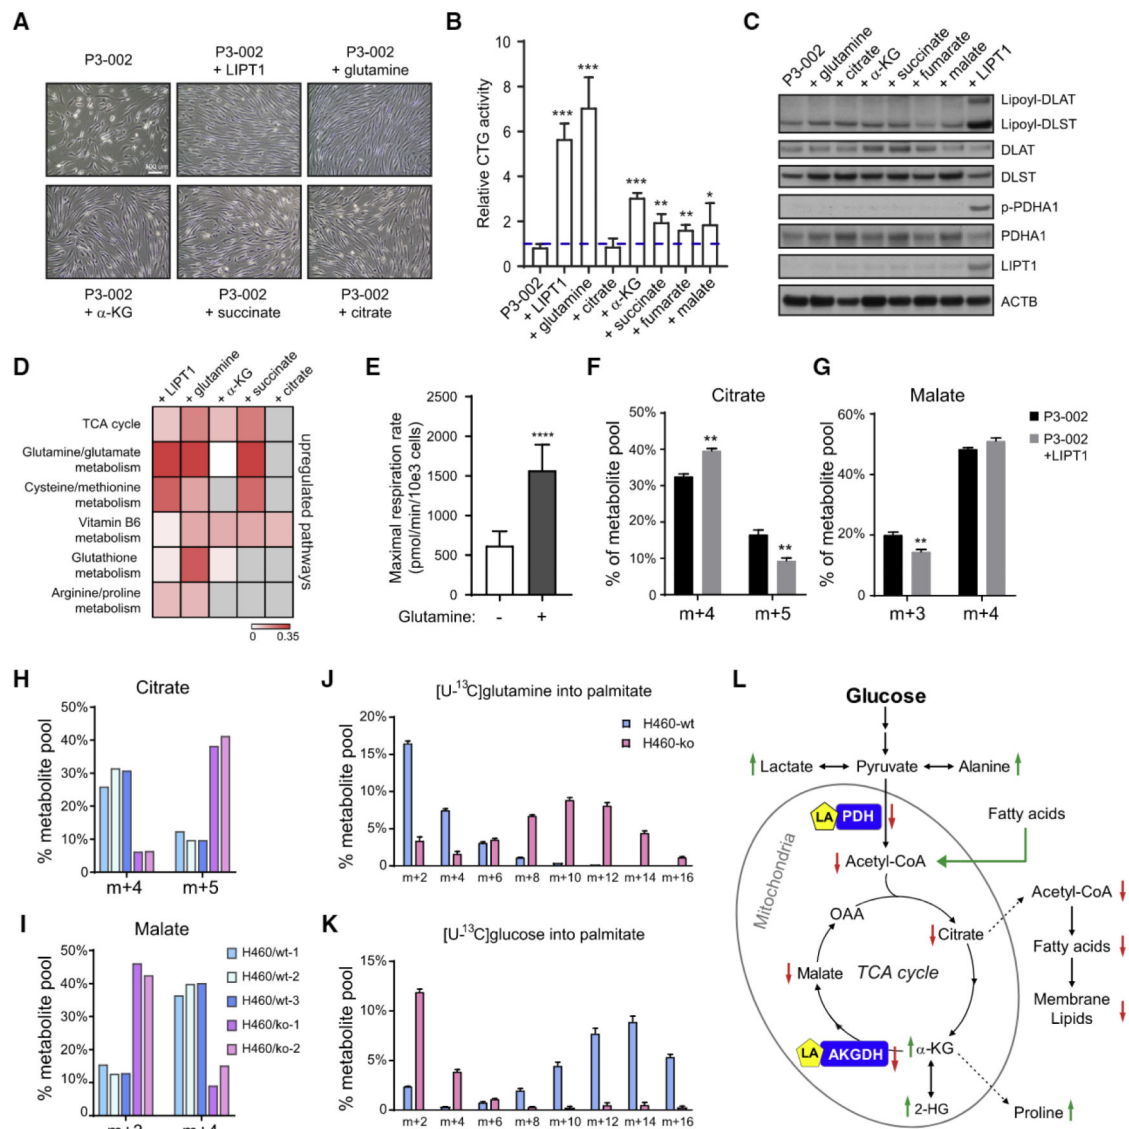 A
P3-002
P3-002
+ LIPT1
P3-002
+ glutamine
P3-002
+ α-KG
P3-002
+ succinate
P3-002
+ citrate
B
Relative CTG activity
10
8
6
4
2
0
***
***
***
**
**
*
P3-002
+ LIPT1
+ glutamine
+ citrate
+ α-KG
+ succinate
+ fumarate
+ malate
C
P3-002
+ glutamine
+ citrate
+ α-KG
+ succinate
+ fumarate
+ malate
+ LIPT1
Lipoyl-DLAT
Lipoyl-DLST
DLAT
DLST
p-PDHA1
PDHA1
LIPT1
ACTB
D
+ LIPT1
+ glutamine
+ α-KG
+ succinate
+ citrate
TCA cycle
Glutamine/glutamate
metabolism
Cysteine/methionine
metabolism
Vitamin B6
metabolism
Glutathione
metabolism
Arginine/proline
metabolism
upregulated pathways
0 0.35
E
Maximal respiration rate
(pmol/min/10e3 cells)
2500
2000
1500
1000
500
0
****
Glutamine: - +
F
Citrate
% of metabolite pool
50%
40%
30%
20%
10%
0
**
**
m+4 m+5
G
Malate
% of metabolite pool
60%
40%
20%
0
**
m+3 m+4
P3-002
P3-002
+LIPT1
H
Citrate
% metabolite pool
50%
40%
30%
20%
10%
0
m+4 m+5
I
Malate
% metabolite pool
50%
40%
30%
20%
10%
0
m+4
H460/wt-1
H460/wt-2
H460/wt-3
H460/ko-1
H460/ko-2
J
[U-13C]glutamine into palmitate
% metabolite pool
20%
15%
10%
5%
0
m+2 m+4 m+6 m+8 m+10 m+12 m+14 m+16
H460-wt
H460-ko
K
[U-13C]glucose into palmitate
% metabolite pool
15%
10%
5%
0
m+2 m+4 m+6 m+8 m+10 m+12 m+14 m+16
L
Glucose
Lactate Pyruvate Alanine
LA PDH
Fatty acids
Mitochondria
Acetyl-CoA
Acetyl-CoA
OAA
Citrate
Fatty acids
Malate
TCA cycle
Membrane
Lipids
LA AKGDH
α-KG
2-HG
Proline